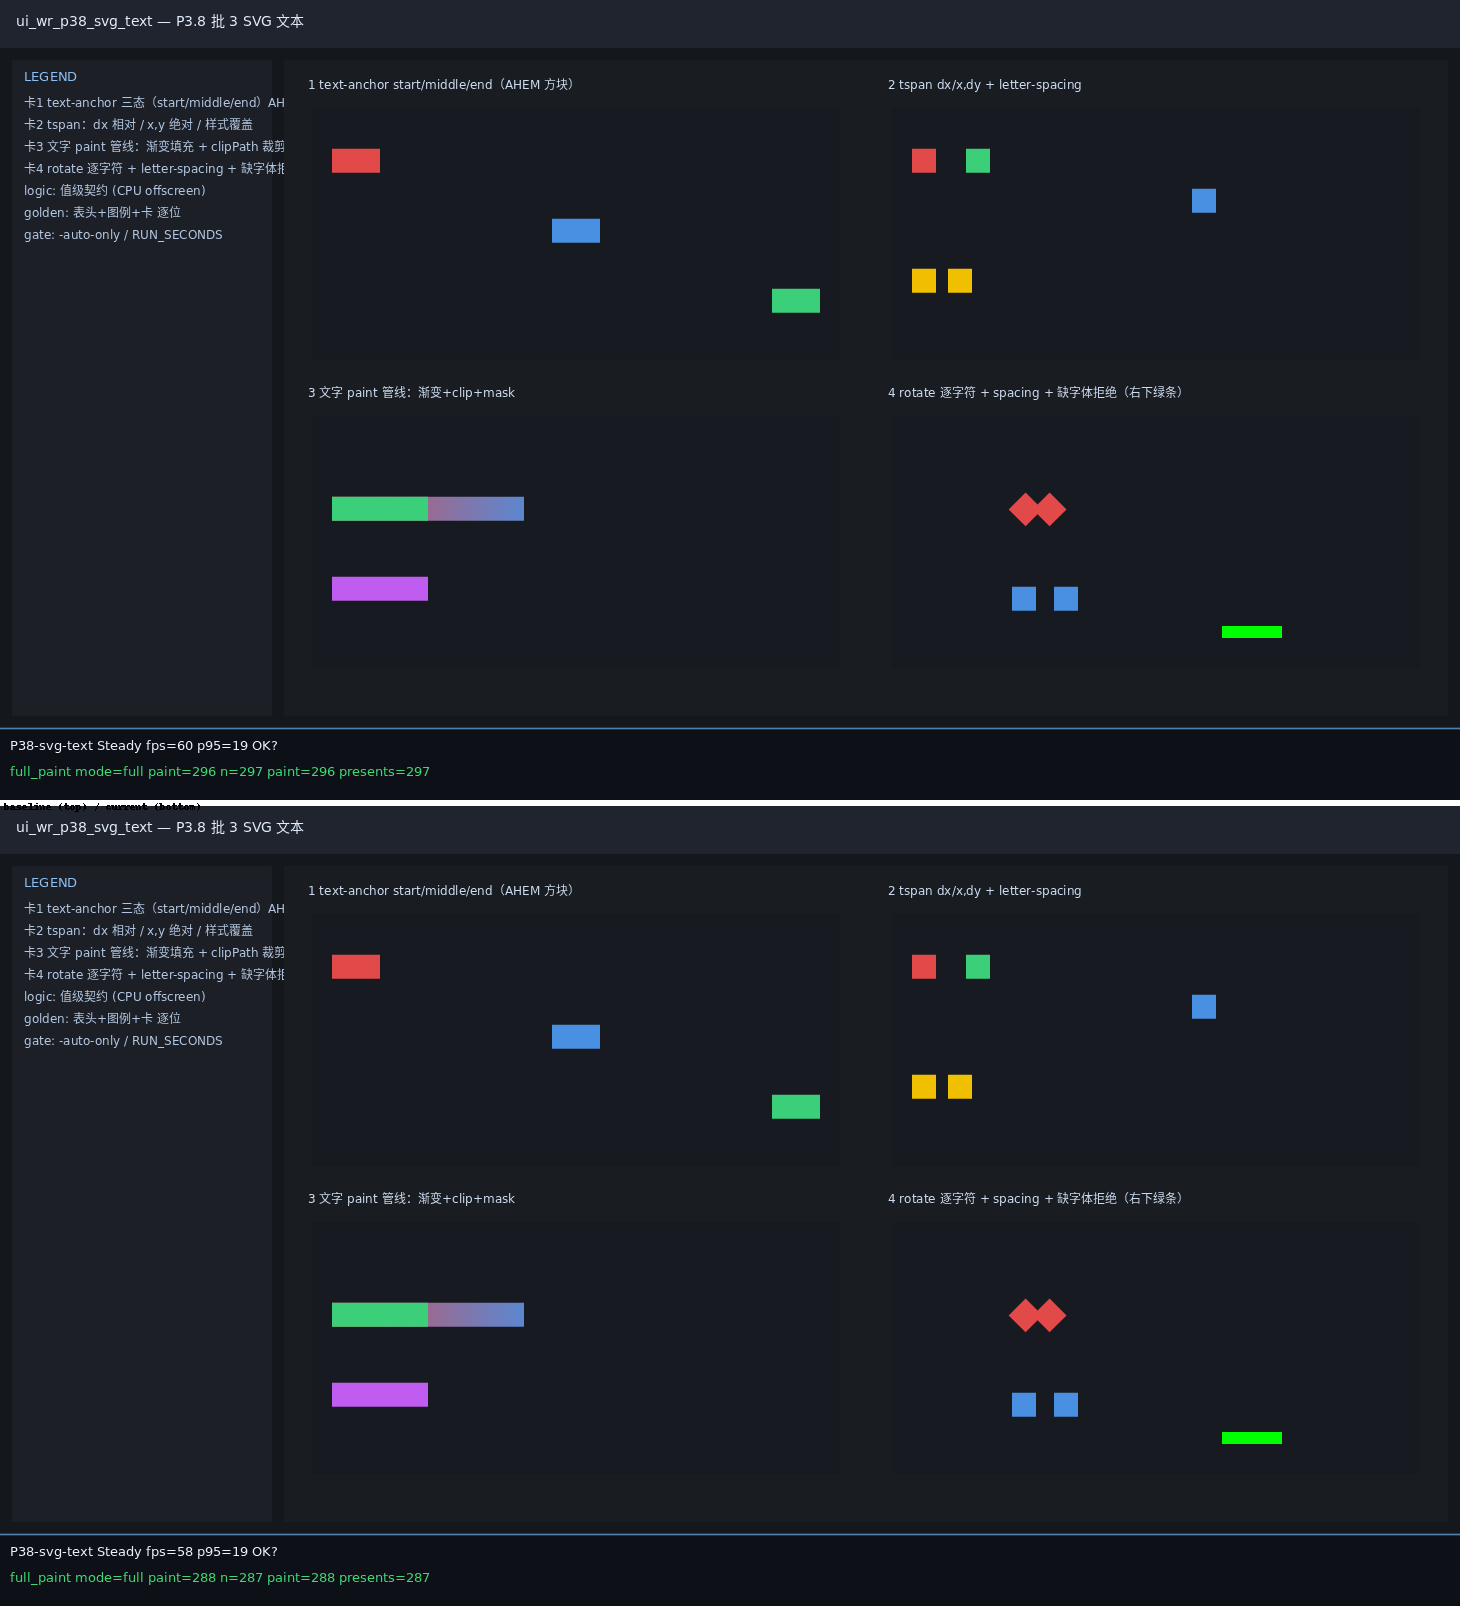 ui_wr_p38_svg_text — P3.8 批 3 SVG 文本
LEGEND
卡1 text-anchor 三态（start/middle/end）AH
卡2 tspan：dx 相对 / x,y 绝对 / 样式覆盖
卡3 文字 paint 管线：渐变填充 + clipPath 裁剪
卡4 rotate 逐字符 + letter-spacing + 缺字体拒
logic: 值级契约 (CPU offscreen)
golden: 表头+图例+卡 逐位
gate: -auto-only / RUN_SECONDS
1 text-anchor start/middle/end（AHEM 方块）
2 tspan dx/x,dy + letter-spacing
3 文字 paint 管线：渐变+clip+mask
4 rotate 逐字符 + spacing + 缺字体拒绝（右下绿条）
P38-svg-text Steady fps=60 p95=19 OK?
full_paint mode=full paint=296 n=297 paint=296 presents=297
baseline (top) / current (bottom)
ui_wr_p38_svg_text — P3.8 批 3 SVG 文本
LEGEND
卡1 text-anchor 三态（start/middle/end）AH
卡2 tspan：dx 相对 / x,y 绝对 / 样式覆盖
卡3 文字 paint 管线：渐变填充 + clipPath 裁剪
卡4 rotate 逐字符 + letter-spacing + 缺字体拒
logic: 值级契约 (CPU offscreen)
golden: 表头+图例+卡 逐位
gate: -auto-only / RUN_SECONDS
1 text-anchor start/middle/end（AHEM 方块）
2 tspan dx/x,dy + letter-spacing
3 文字 paint 管线：渐变+clip+mask
4 rotate 逐字符 + spacing + 缺字体拒绝（右下绿条）
P38-svg-text Steady fps=58 p95=19 OK?
full_paint mode=full paint=288 n=287 paint=288 presents=287